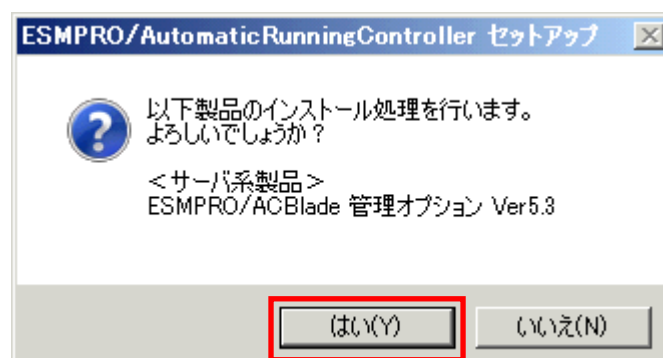 ESMPRO/AutomaticRunningController セットアップ
以下製品のインストール処理を行います。
よろしいでしょうか？
＜サーバ系製品＞
ESMPRO/ACBlade 管理オプション Ver5.3
はい(Y)
いいえ(N)